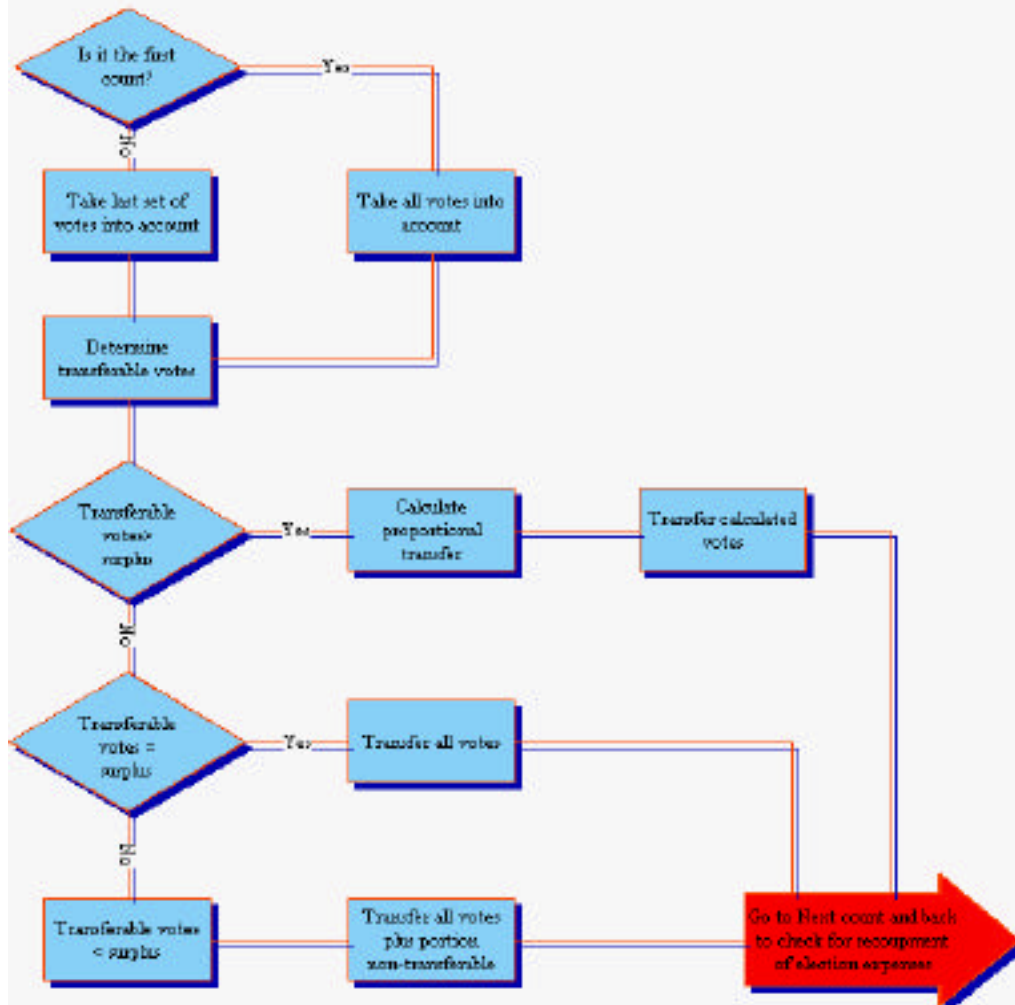 Is it the first
count?
Yes
No
Take last set of
votes into account
Take all votes into
account
Determine
transferable votes
Transferable
votes>
surplus
Yes
Calculate
proportional
transfer
Transfer calculated
votes
No
Transferable
votes =
surplus
Yes
Transfer all votes
No
Transferable votes
< surplus
Transfer all votes
plus portion
non-transferable
Go to Next count and back
to check for recoupment
of election expenses